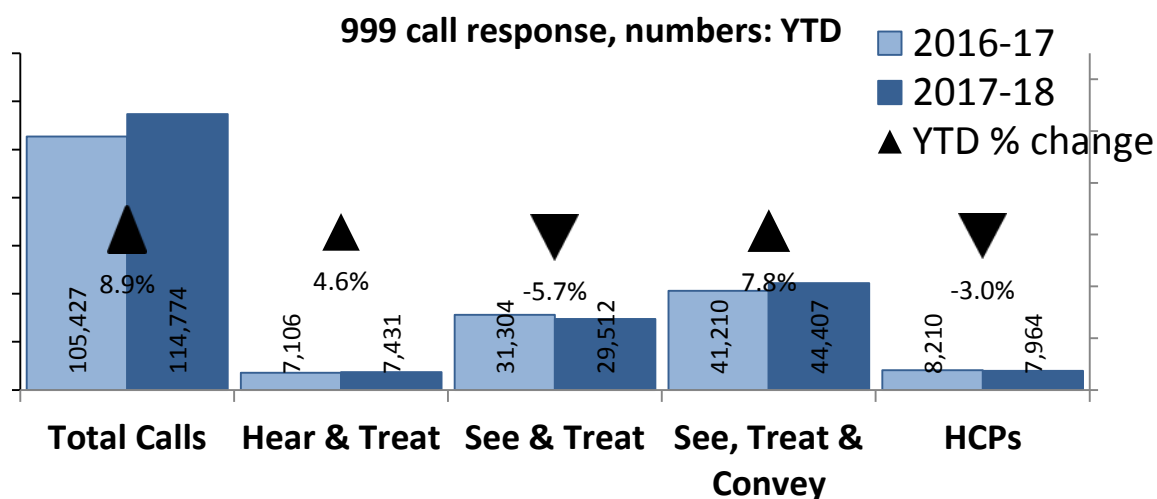 999 call response, numbers: YTD
2016-17
2017-18
YTD % change
8.9%
4.6%
-5.7%
7.8%
-3.0%
105,427
114,774
7,106
7,431
31,304
29,512
41,210
44,407
8,210
7,964
Total Calls
Hear & Treat
See & Treat
See, Treat &
Convey
HCPs